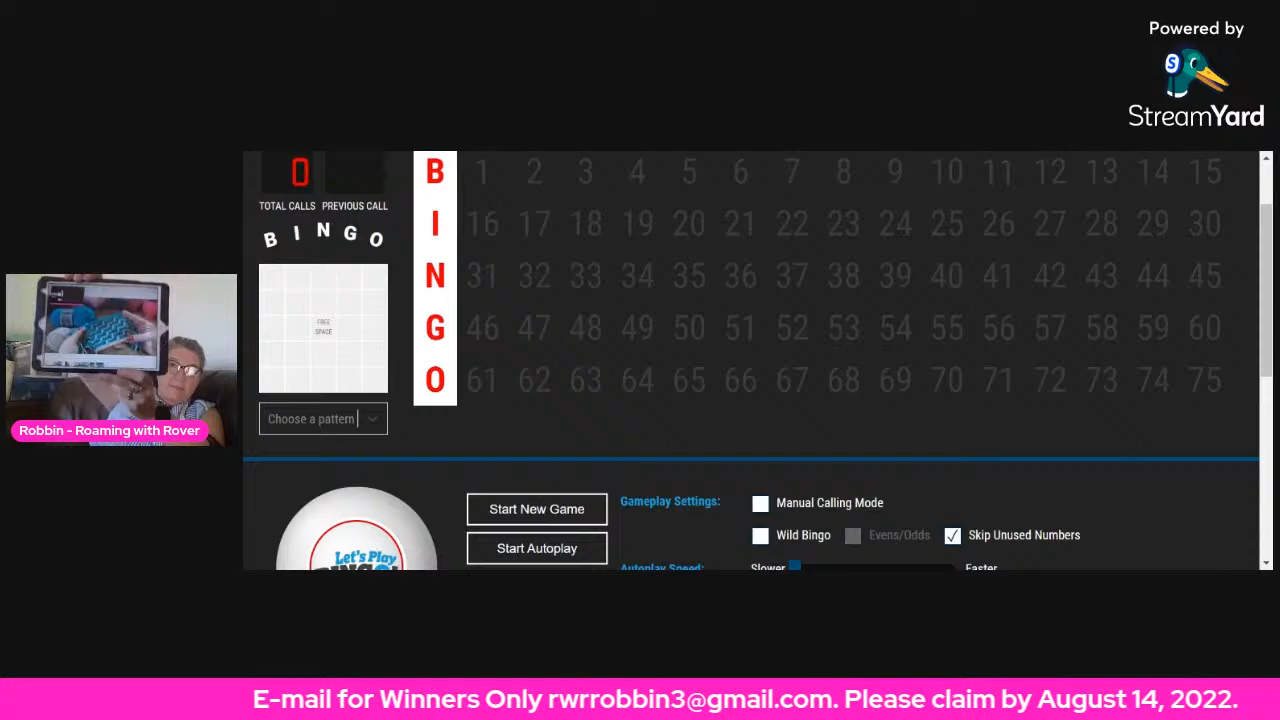 Powered by
StreamYard
0
TOTAL CALLS PREVIOUS CALL
B I N G O
FREE
SPACE
Choose a pattern
B 1 2 3 4 5 6 7 8 9 10 11 12 13 14 15
I 16 17 18 19 20 21 22 23 24 25 26 27 28 29 30
N 31 32 33 34 35 36 37 38 39 40 41 42 43 44 45
G 46 47 48 49 50 51 52 53 54 55 56 57 58 59 60
O 61 62 63 64 65 66 67 68 69 70 71 72 73 74 75
Robbin - Roaming with Rover
Let's Play
BINGO!
Start New Game
Start Autoplay
Gameplay Settings:
Manual Calling Mode
Wild Bingo Evens/Odds Skip Unused Numbers
Autoplay Speed: Slower Faster
E-mail for Winners Only rwrrobbin3@gmail.com. Please claim by August 14, 2022.